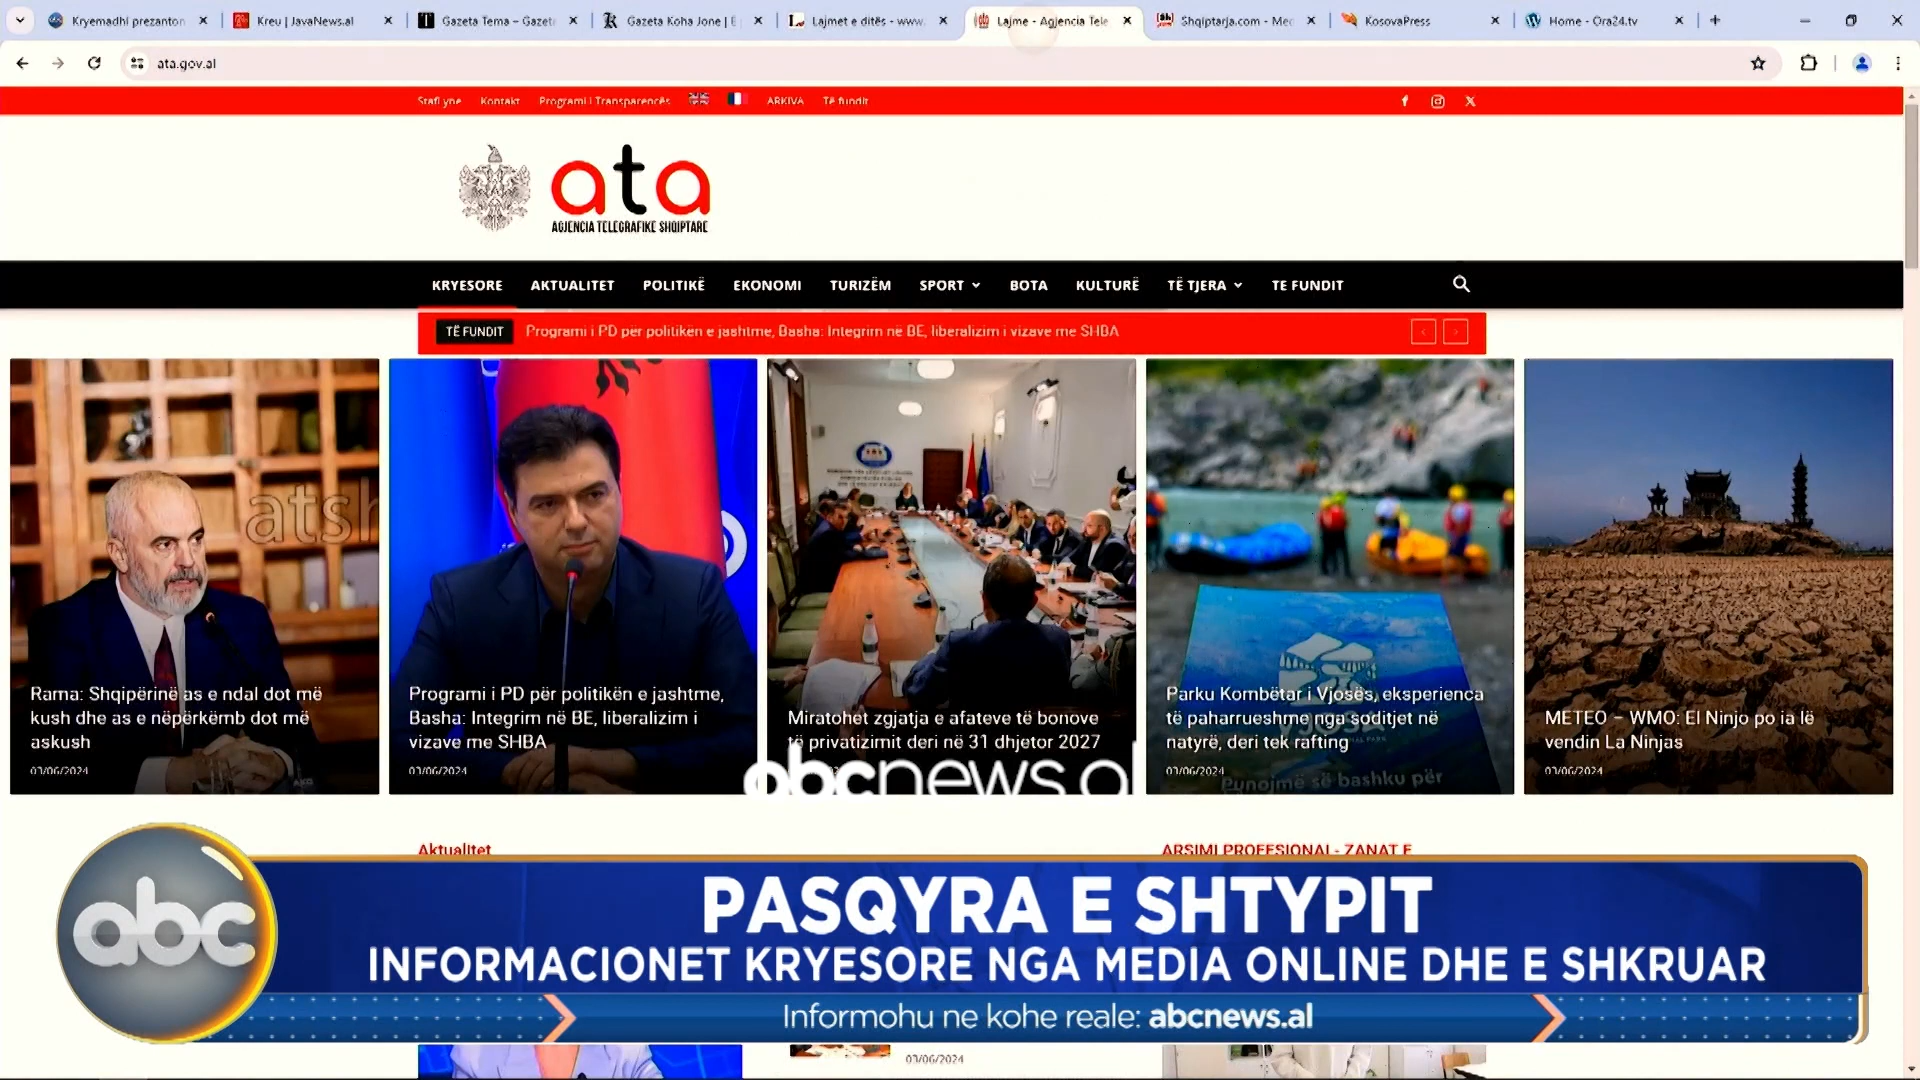 Kryemadhi prezanton
Kreu | JavaNews.al
Gazeta Tema – Gazet
Gazeta Koha Jone | E
Lajmet e ditës - www.
Lajme - Agjencia Tele
Shqiptarja.com - Med
KosovaPress
Home - Ora24.tv
ata.gov.al
Stafi yne
Kontakt
Programi i Transparencës
ARKIVA
Të fundit
ata
AGJENCIA TELEGRAFIKE SHQIPTARE
KRYESORE
AKTUALITET
POLITIKË
EKONOMI
TURIZËM
SPORT
BOTA
KULTURË
TË TJERA
TE FUNDIT
TË FUNDIT
Programi i PD për politikën e jashtme, Basha: Integrim në BE, liberalizim i vizave me SHBA
atsh
Rama: Shqipërinë as e ndal dot më
kush dhe as e nëpërkëmb dot më
askush
03/06/2024
Programi i PD për politikën e jashtme,
Basha: Integrim në BE, liberalizim i
vizave me SHBA
03/06/2024
Miratohet zgjatja e afateve të bonove
të privatizimit deri në 31 dhjetor 2027
Parku Kombëtar i Vjosës, eksperienca
të paharrueshme nga soditjet në
natyrë, deri tek rafting
03/06/2024
Punojmë së bashku për
METEO – WMO: El Ninjo po ia lë
vendin La Ninjas
03/06/2024
abcnews.al
Aktualitet
ARSIMI PROFESIONAL- ZANAT E
abc
PASQYRA E SHTYPIT
INFORMACIONET KRYESORE NGA MEDIA ONLINE DHE E SHKRUAR
Informohu ne kohe reale: abcnews.al
03/06/2024